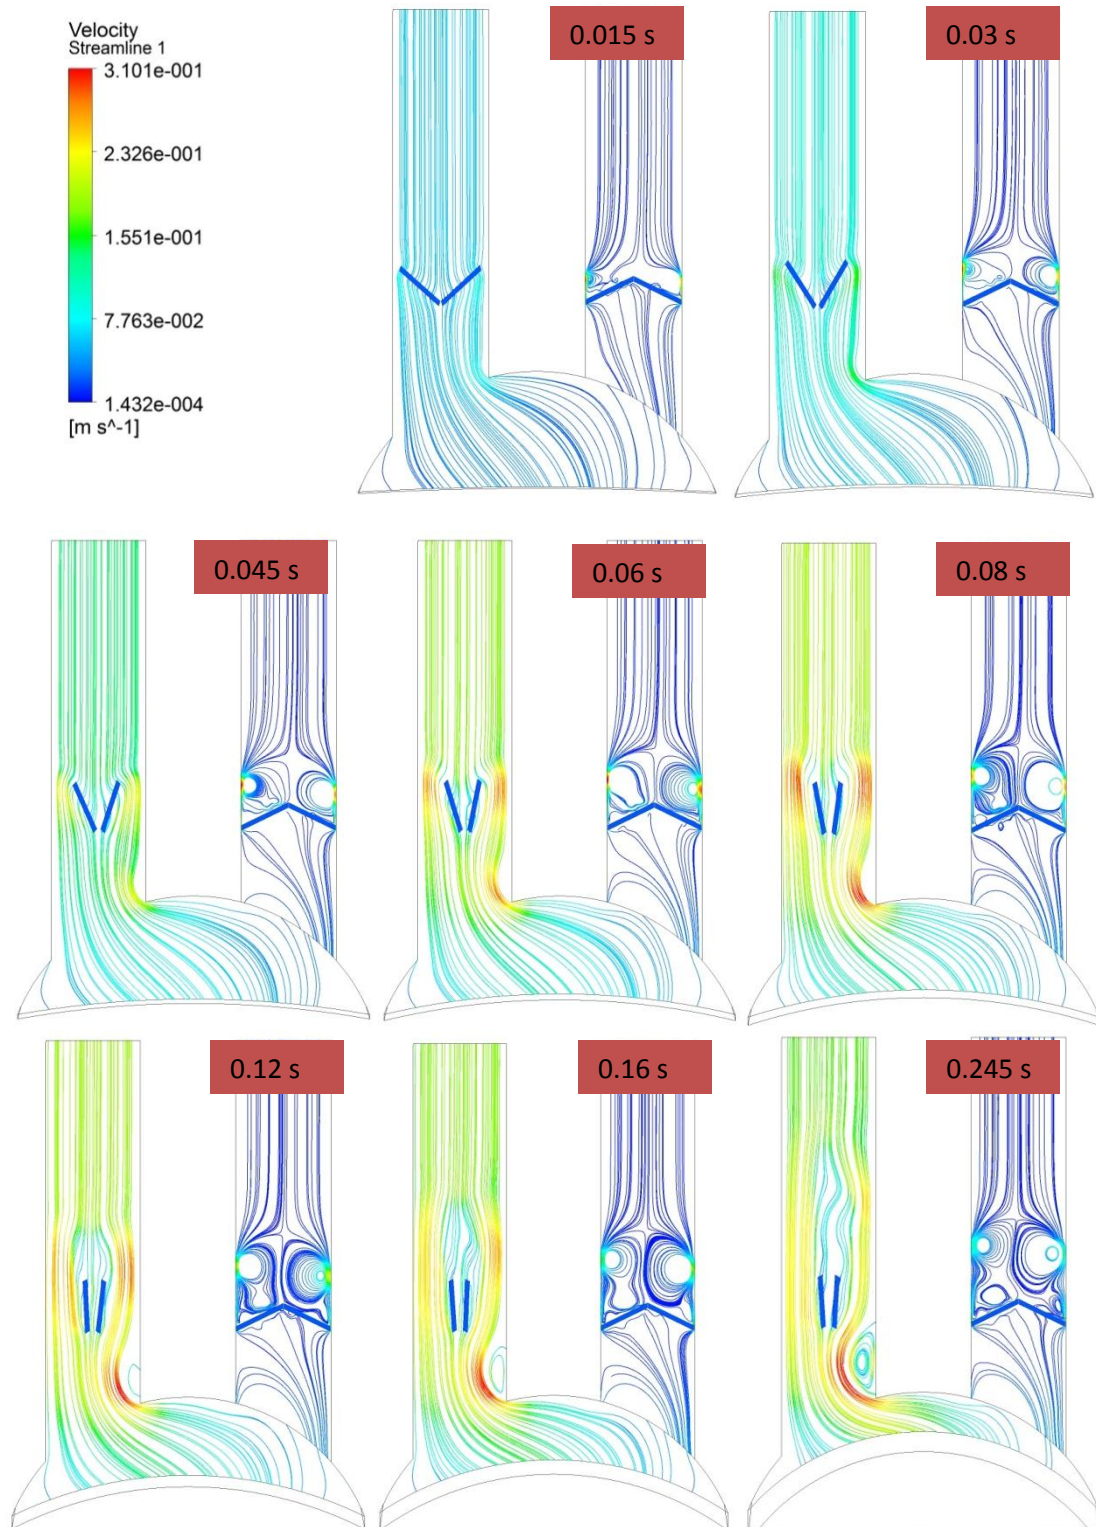 Velocity
Streamline 1
3.101e-001
2.326e-001
1.551e-001
7.763e-002
1.432e-004
[m s^-1]
0.015 s
0.03 s
0.045 s
0.06 s
0.08 s
0.12 s
0.16 s
0.245 s